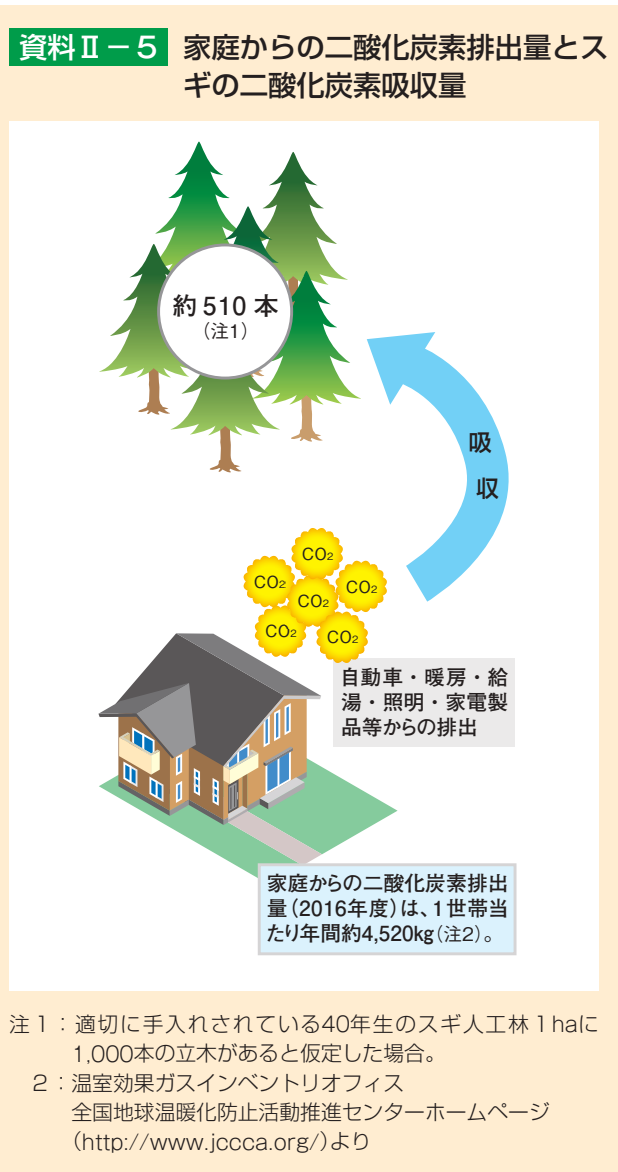 資料Ⅱ－5 家庭からの二酸化炭素排出量とス
ギの二酸化炭素吸収量
約510本
（注1）
吸
収
CO₂
CO₂
CO₂
CO₂
CO₂
CO₂
自動車・暖房・給
湯・照明・家電製
品等からの排出
家庭からの二酸化炭素排出
量（2016年度）は、1世帯当
たり年間約4,520kg（注2）。
注1：適切に手入れされている40年生のスギ人工林1haに
1,000本の立木があると仮定した場合。
2：温室効果ガスインベントリオフィス
全国地球温暖化防止活動推進センターホームページ
（http://www.jccca.org/）より